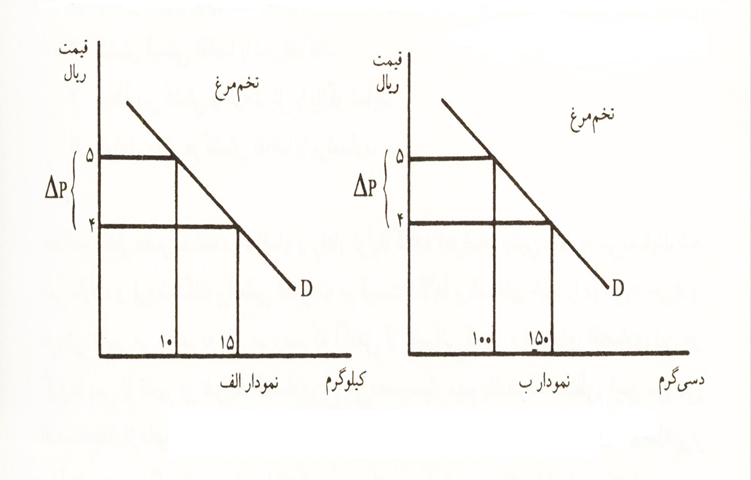 قیمت
ریال
تخم‌مرغ
۵
ΔP
۴
D
۱۰
۱۵
کیلوگرم
نمودار الف
قیمت
ریال
تخم‌مرغ
۵
ΔP
۴
D
۱۰۰
۱۵۰
دسی‌گرم
نمودار ب